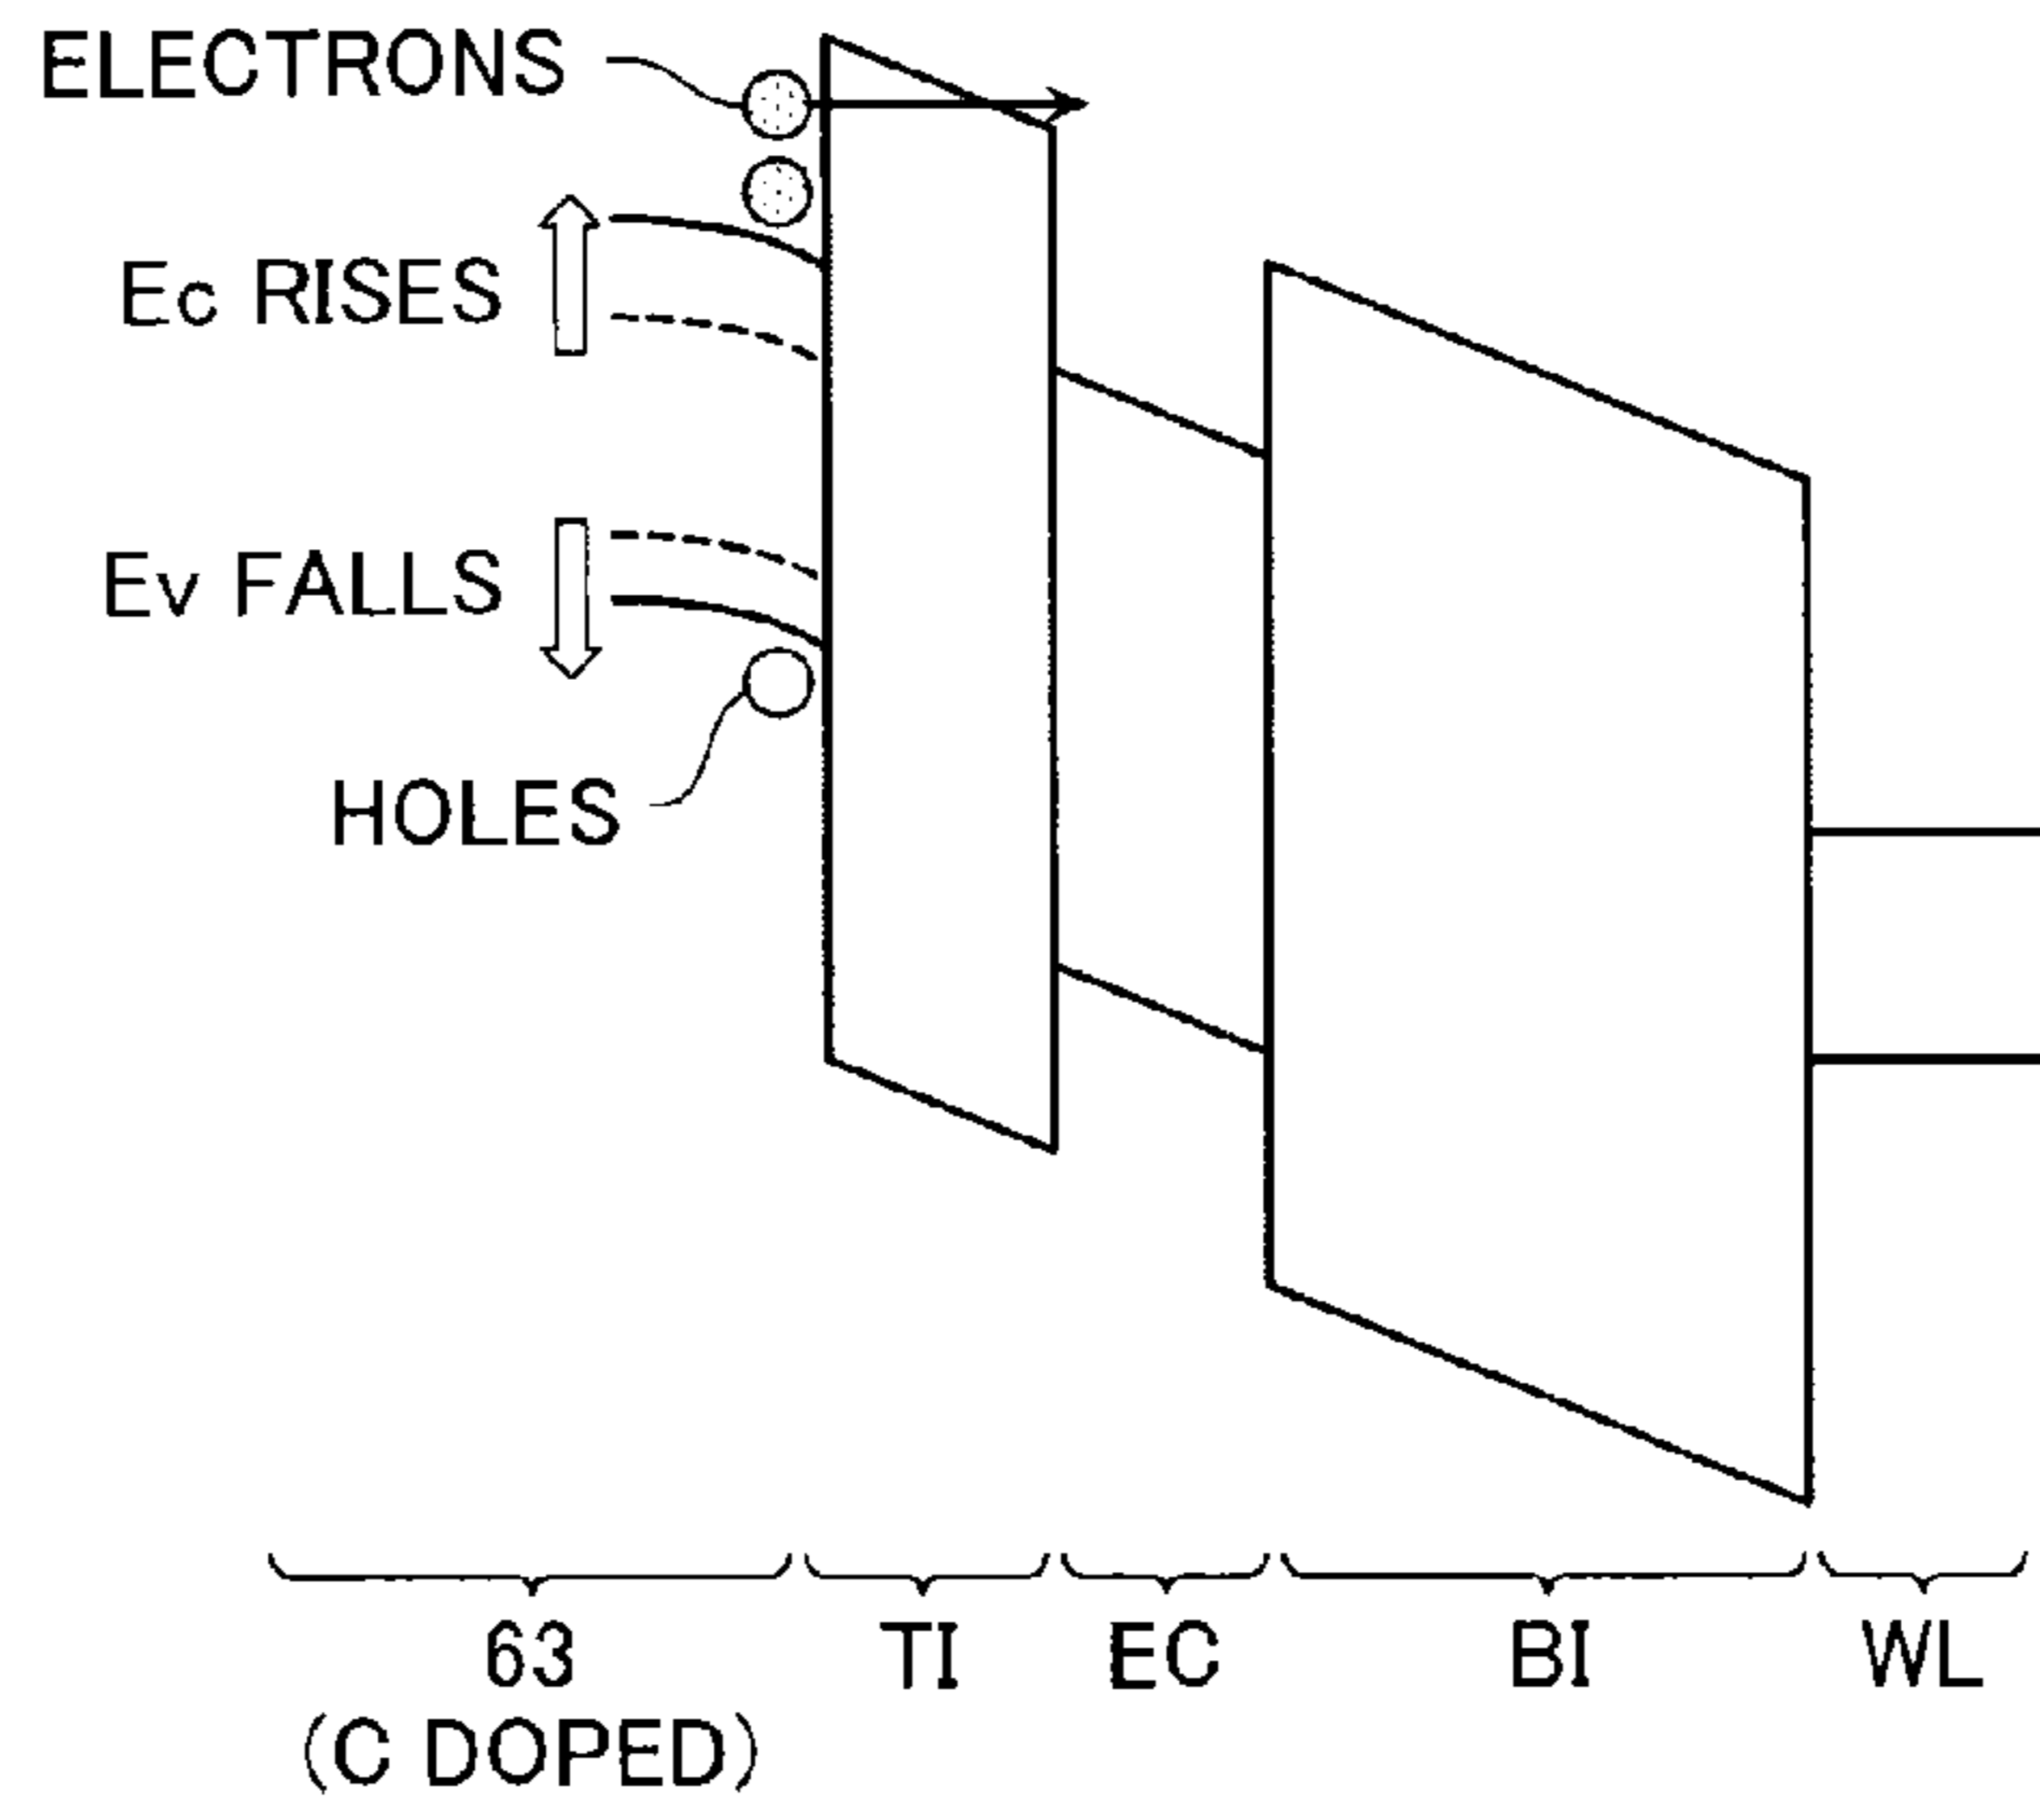 ELECTRONS
Ec RISES
Ev FALLS
HOLES
63 TI EC BI WL
(C DOPED)